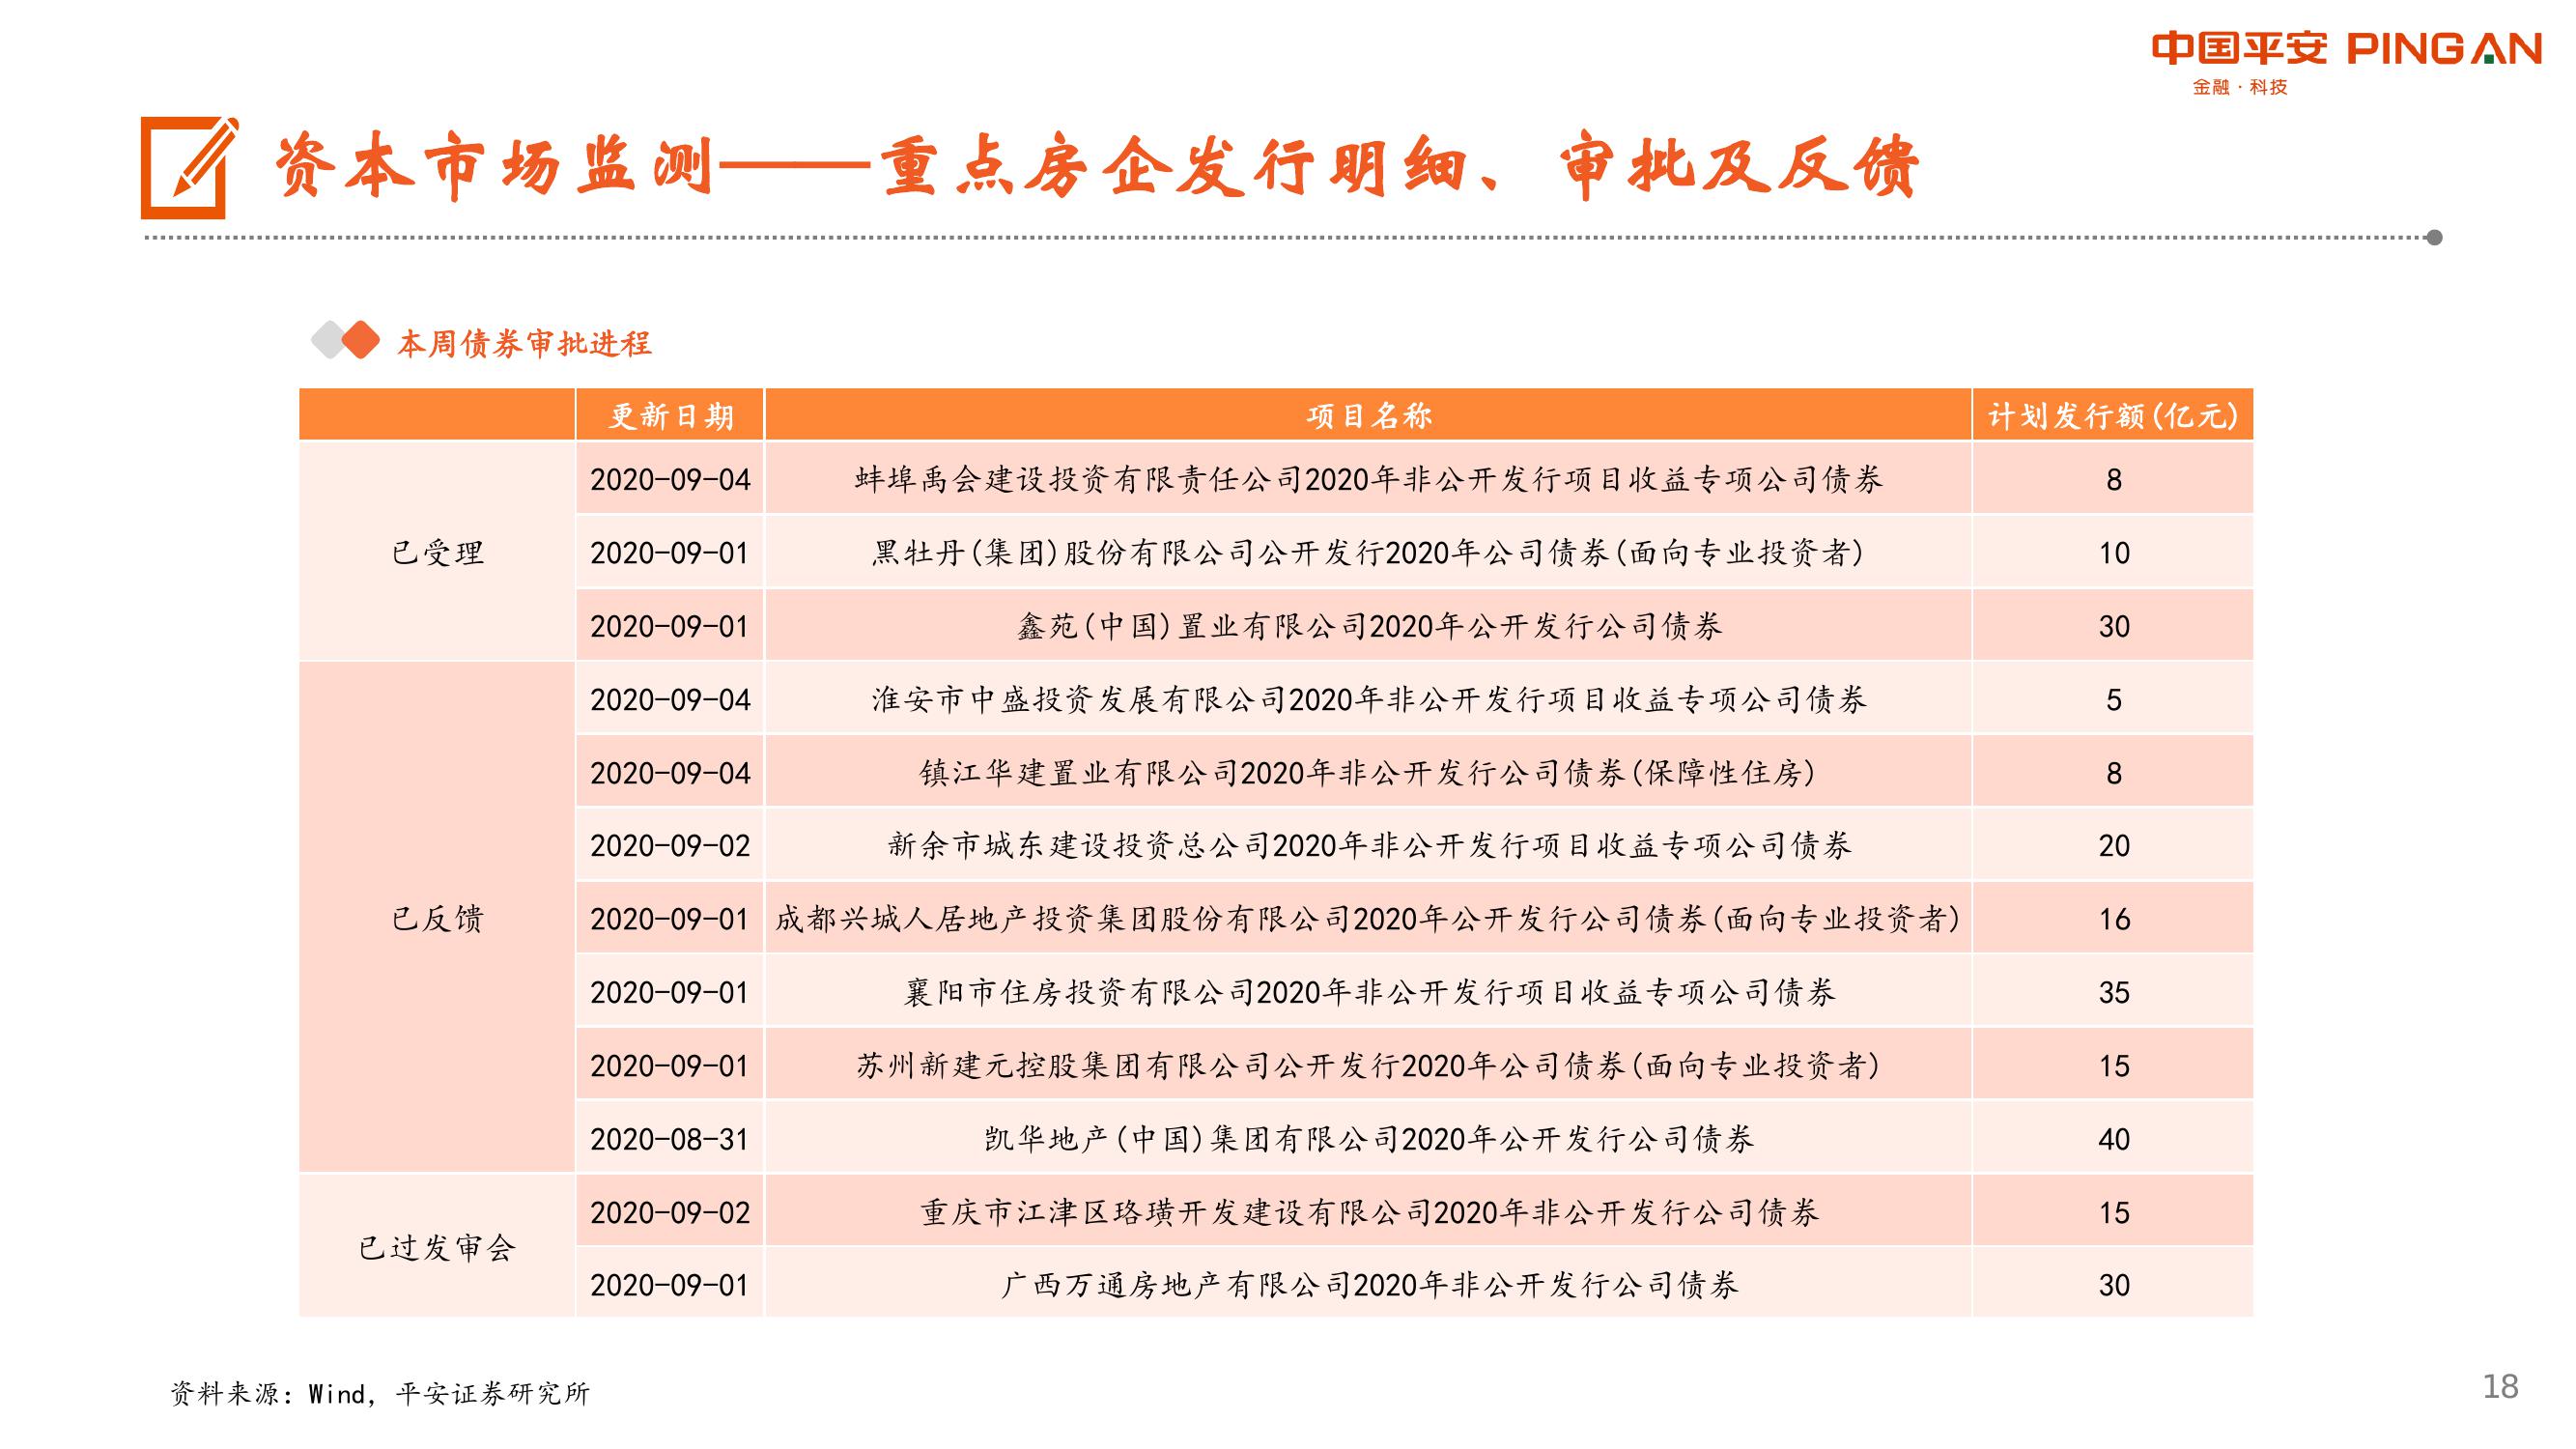 中国平安 PINGAN
金融·科技
资本市场监测——重点房企发行明细、审批及反馈
本周债券审批进程
更新日期 项目名称 计划发行额(亿元)
已受理
2020-09-04 蚌埠禹会建设投资有限责任公司2020年非公开发行项目收益专项公司债券 8
2020-09-01 黑牡丹(集团)股份有限公司公开发行2020年公司债券(面向专业投资者) 10
2020-09-01 鑫苑(中国)置业有限公司2020年公开发行公司债券 30
已反馈
2020-09-04 淮安市中盛投资发展有限公司2020年非公开发行项目收益专项公司债券 5
2020-09-04 镇江华建置业有限公司2020年非公开发行公司债券(保障性住房) 8
2020-09-02 新余市城东建设投资总公司2020年非公开发行项目收益专项公司债券 20
2020-09-01 成都兴城人居地产投资集团股份有限公司2020年公开发行公司债券(面向专业投资者) 16
2020-09-01 襄阳市住房投资有限公司2020年非公开发行项目收益专项公司债券 35
2020-09-01 苏州新建元控股集团有限公司公开发行2020年公司债券(面向专业投资者) 15
2020-08-31 凯华地产(中国)集团有限公司2020年公开发行公司债券 40
已过发审会
2020-09-02 重庆市江津区珞璜开发建设有限公司2020年非公开发行公司债券 15
2020-09-01 广西万通房地产有限公司2020年非公开发行公司债券 30
资料来源：Wind，平安证券研究所
18